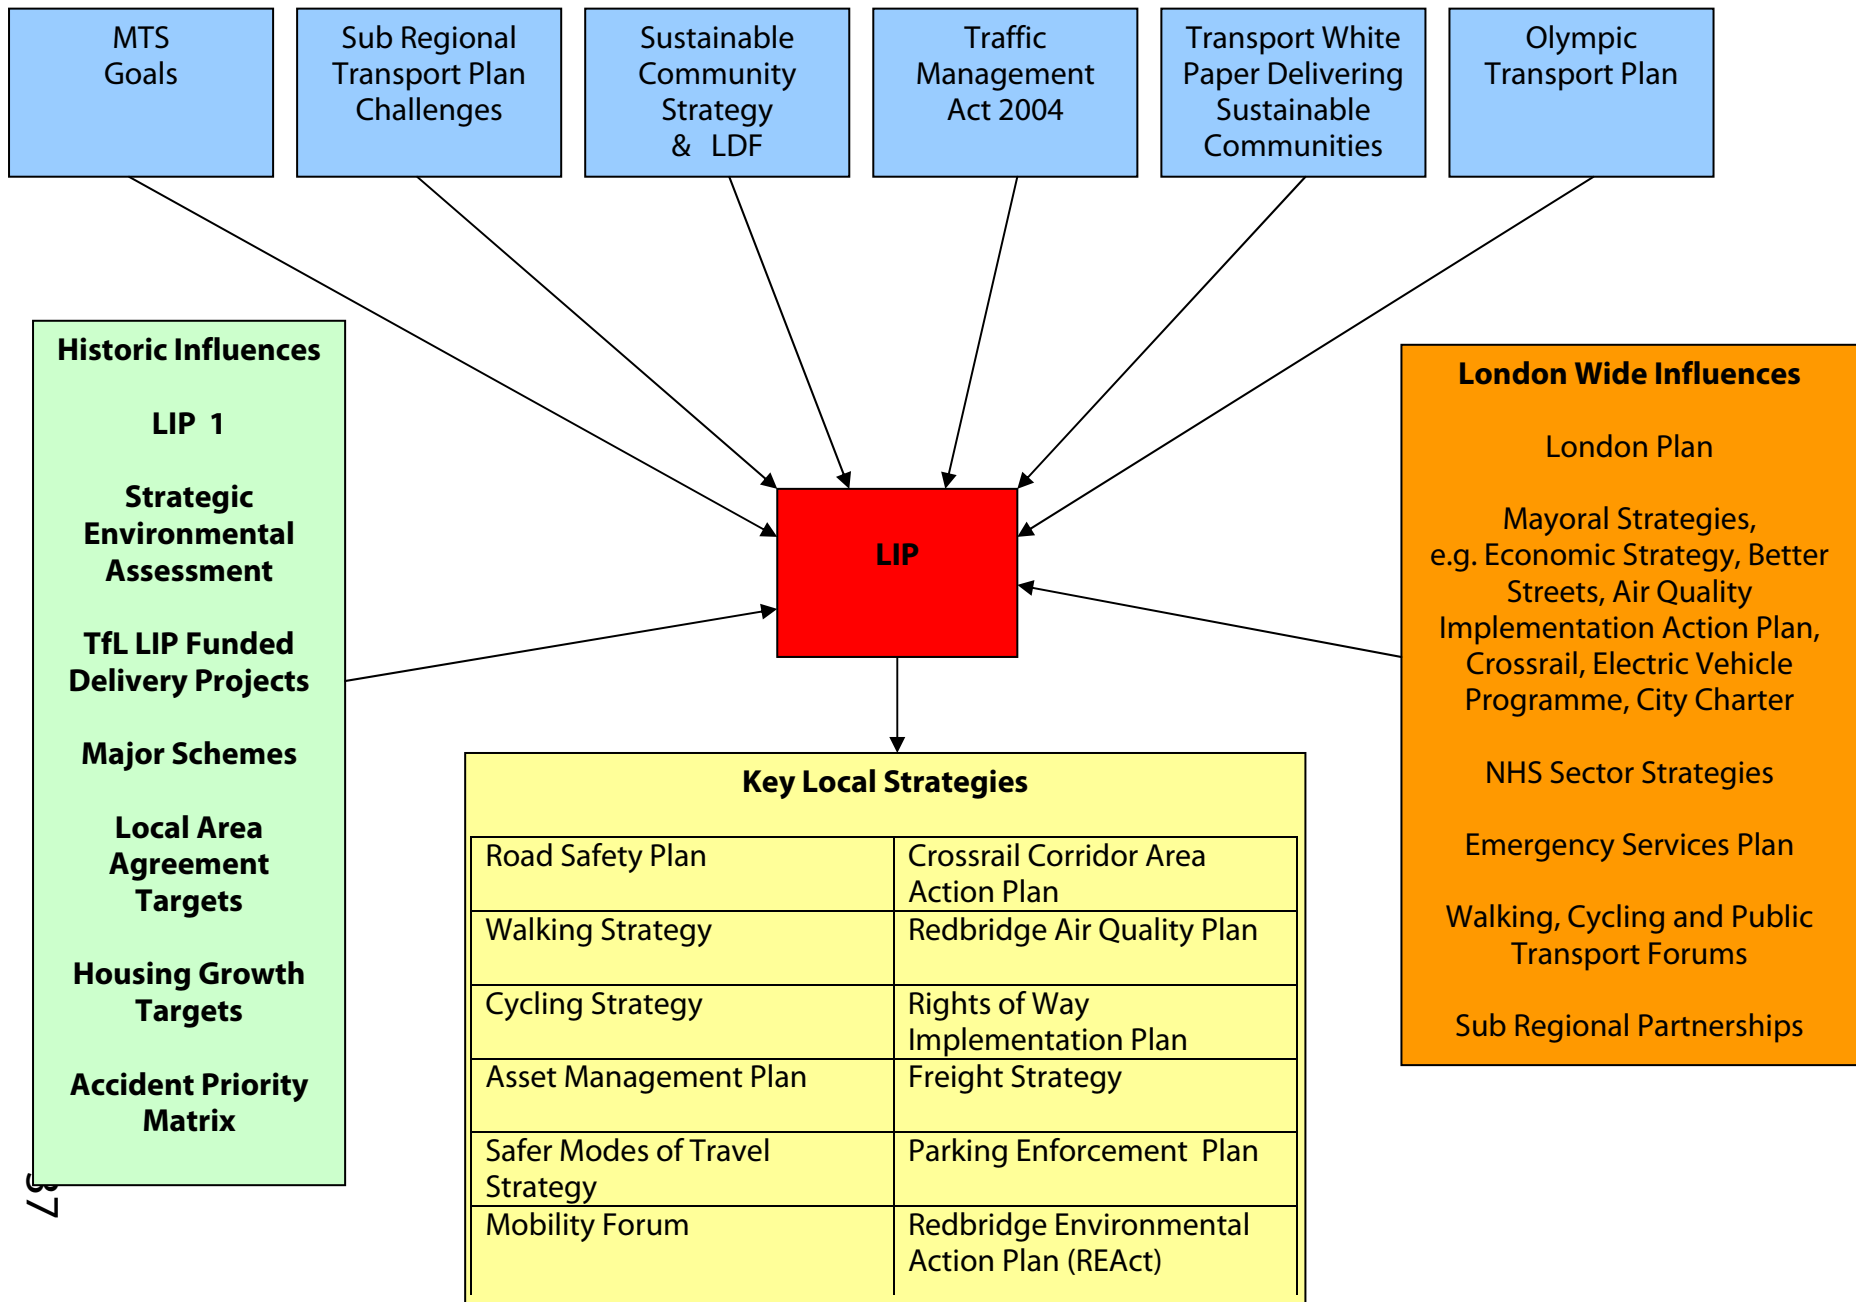 MTS
Goals
Sub Regional
Transport Plan
Challenges
Sustainable
Community
Strategy
& LDF
Traffic
Management
Act 2004
Transport White
Paper Delivering
Sustainable
Communities
Olympic
Transport Plan
Historic Influences
LIP 1
Strategic
Environmental
Assessment
TfL LIP Funded
Delivery Projects
Major Schemes
Local Area
Agreement
Targets
Housing Growth
Targets
Accident Priority
Matrix
LIP
London Wide Influences
London Plan
Mayoral Strategies,
e.g. Economic Strategy, Better
Streets, Air Quality
Implementation Action Plan,
Crossrail, Electric Vehicle
Programme, City Charter
NHS Sector Strategies
Emergency Services Plan
Walking, Cycling and Public
Transport Forums
Sub Regional Partnerships
Key Local Strategies
Road Safety Plan
Crossrail Corridor Area
Action Plan
Walking Strategy
Redbridge Air Quality Plan
Cycling Strategy
Rights of Way
Implementation Plan
Asset Management Plan
Freight Strategy
Safer Modes of Travel
Strategy
Parking Enforcement Plan
Mobility Forum
Redbridge Environmental
Action Plan (REAct)
37